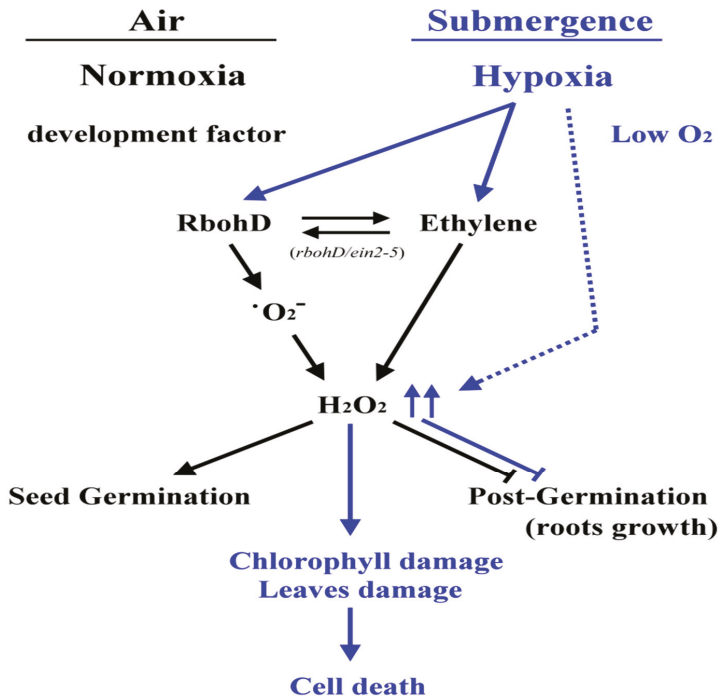 Air
Submergence
Normoxia
Hypoxia
development factor
Low O₂
RbohD
Ethylene
(rbohD/ein2-5)
·O₂⁻
H₂O₂
Seed Germination
Post-Germination
(roots growth)
Chlorophyll damage
Leaves damage
Cell death